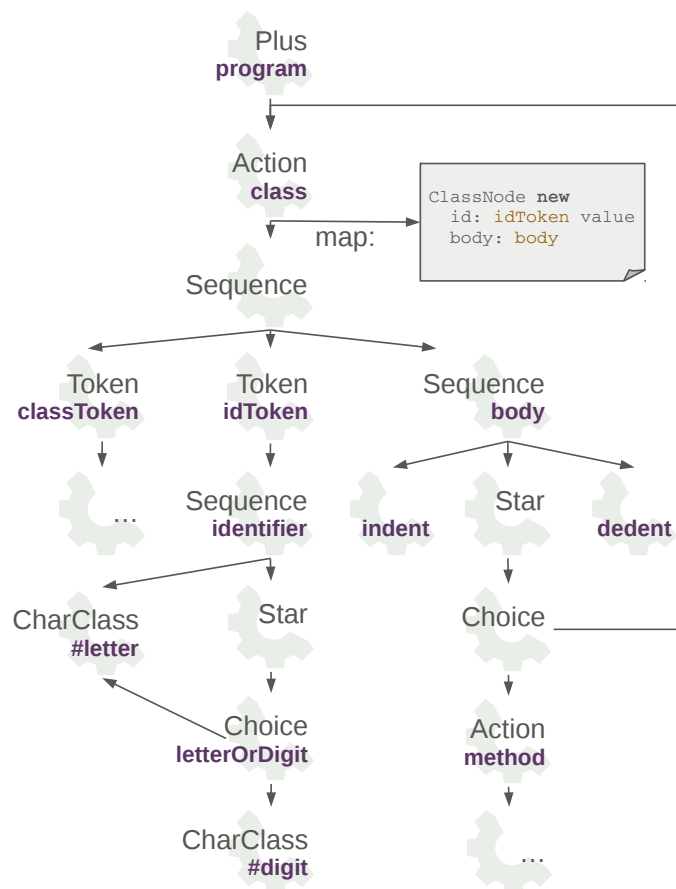 Plus
program
Action
class
map:
ClassNode new
id: idToken value
body: body
Sequence
Token
classToken
Token
idToken
Sequence
body
...
Sequence
identifier
indent
Star
dedent
CharClass
#letter
Star
Choice
Choice
letterOrDigit
Action
method
CharClass
#digit
...